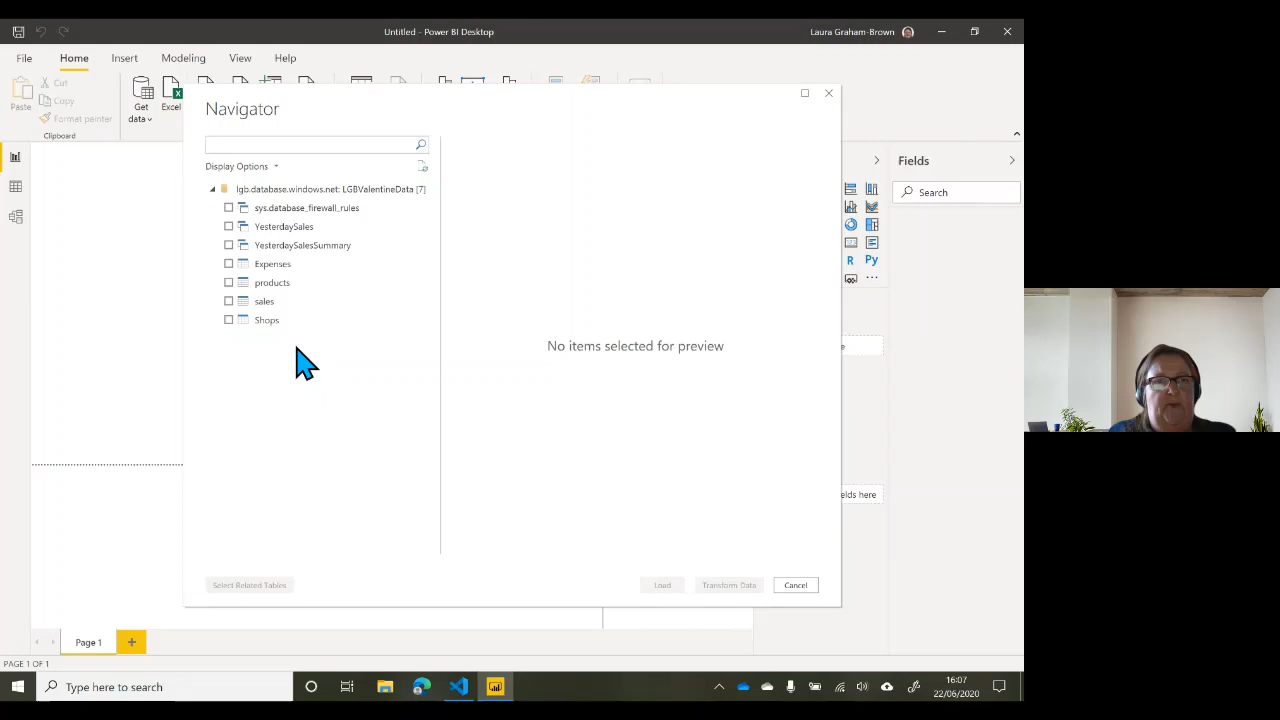 Untitled - Power BI Desktop
Laura Graham-Brown
File
Home
Insert
Modeling
View
Help
Paste
Cut
Copy
Format painter
Clipboard
Get
data
Excel
Navigator
Display Options
lgb.database.windows.net: LGBValentineData [7]
sys.database_firewall_rules
YesterdaySales
YesterdaySalesSummary
Expenses
products
sales
Shops
No items selected for preview
Select Related Tables
Load
Transform Data
Cancel
R
Py
elds here
Fields
Search
Page 1
PAGE 1 OF 1
Type here to search
16:07
22/06/2020